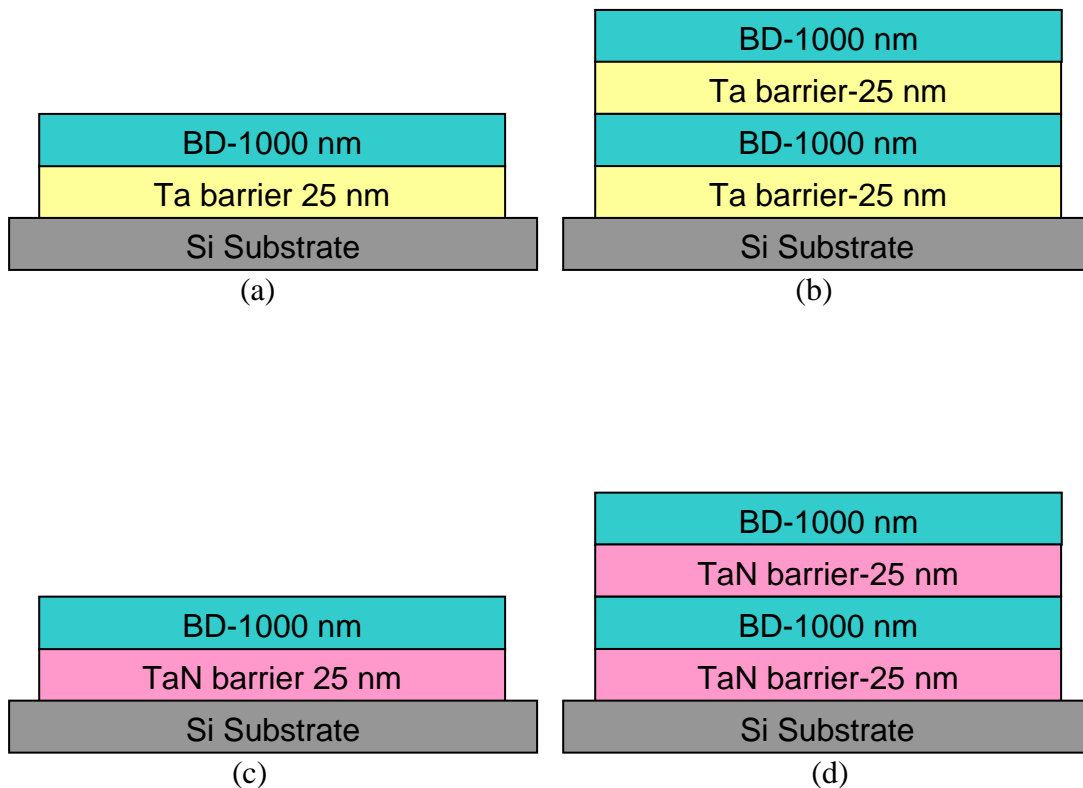 BD-1000 nm
Ta barrier 25 nm
Si Substrate
(a)
BD-1000 nm
Ta barrier-25 nm
BD-1000 nm
Ta barrier-25 nm
Si Substrate
(b)
BD-1000 nm
TaN barrier 25 nm
Si Substrate
(c)
BD-1000 nm
TaN barrier-25 nm
BD-1000 nm
TaN barrier-25 nm
Si Substrate
(d)